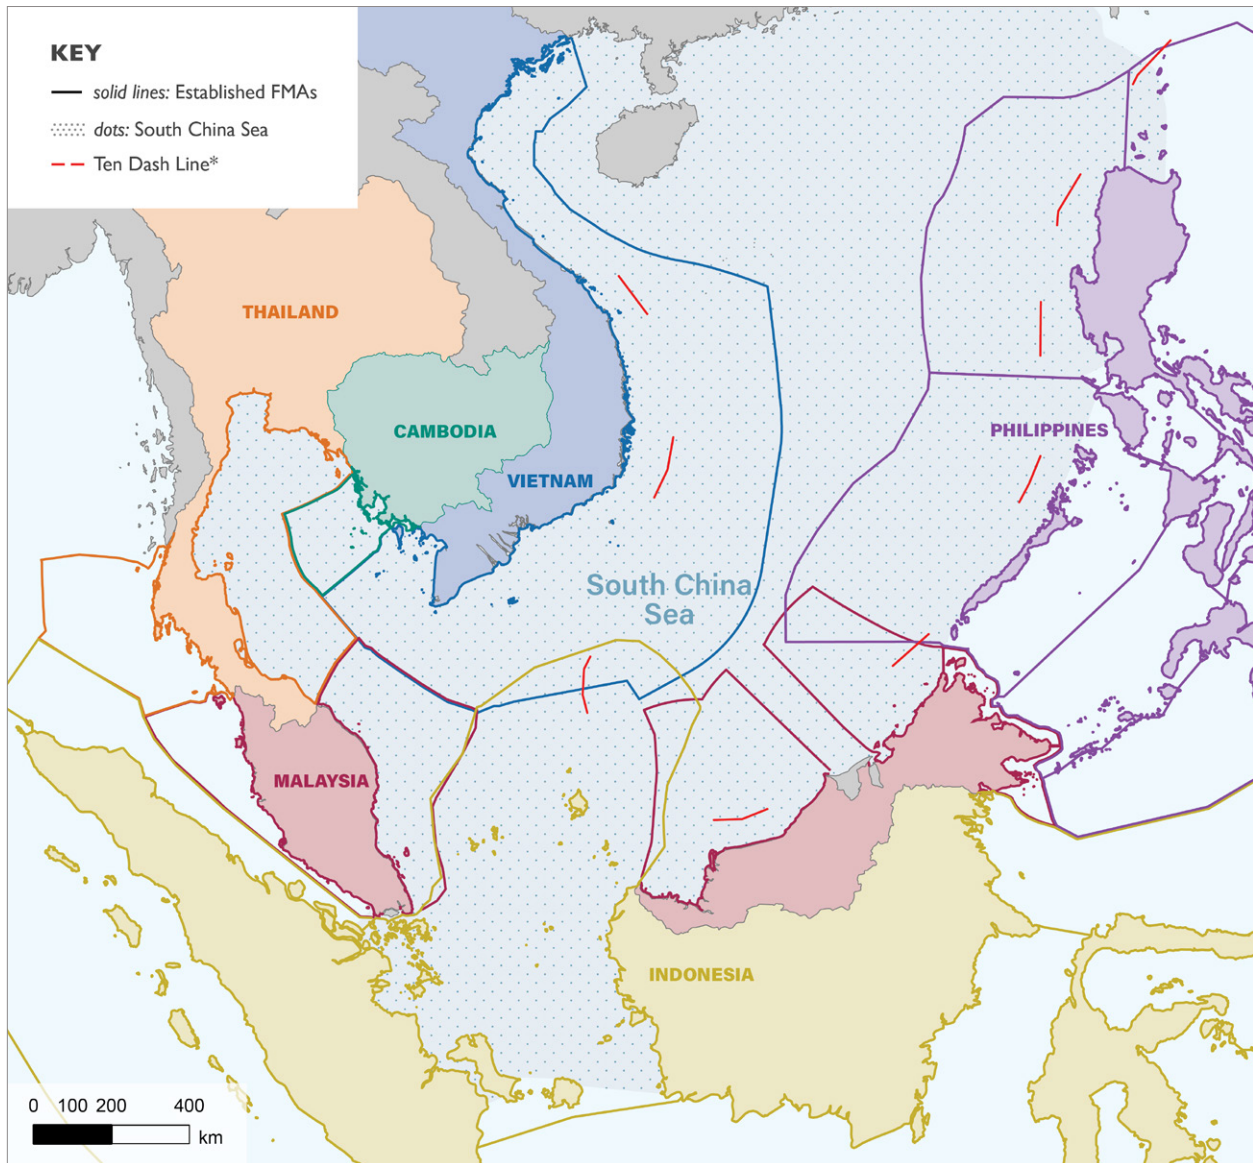 KEY
solid lines: Established FMAs
dots: South China Sea
Ten Dash Line*
THAILAND
CAMBODIA
VIETNAM
PHILIPPINES
South China
Sea
MALAYSIA
INDONESIA
0 100 200 400
km